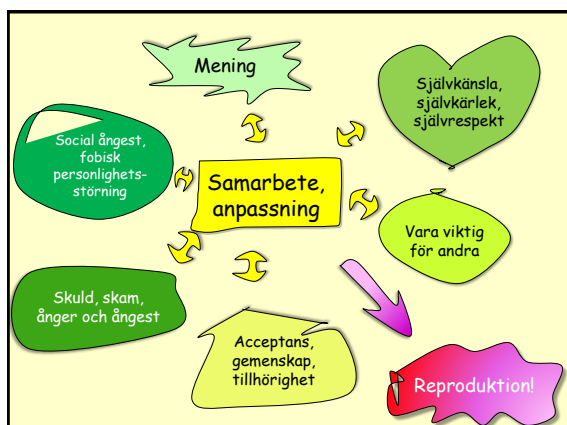 Mening
Självkänsla,
självkärlek,
självrespekt
Social ångest,
fobisk
personlighets-
störning
Samarbete,
anpassning
Vara viktig
för andra
Skuld, skam,
ånger och ångest
Acceptans,
gemenskap,
tillhörighet
Reproduktion!